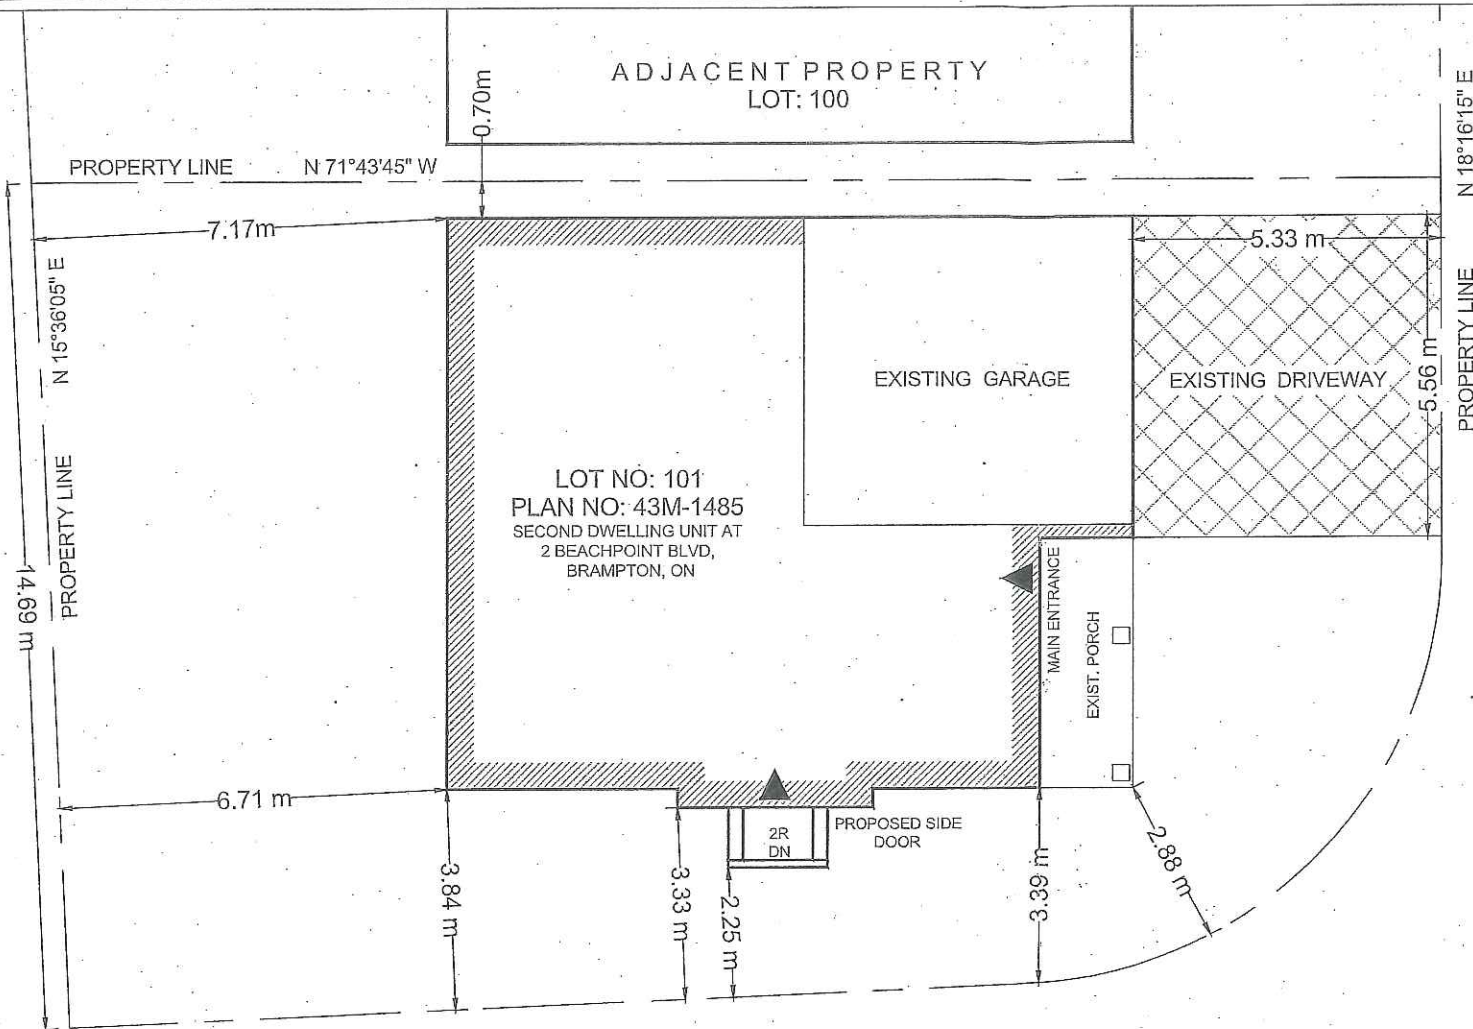 ADJACENT PROPERTY
LOT: 100
0.70m
N 18°16'15" E
PROPERTY LINE
PROPERTY LINE N 71°43'45" W
7.17m
5.33 m
N 15°36'05" E
PROPERTY LINE
14.69 m
EXISTING GARAGE
EXISTING DRIVEWAY
5.56 m
LOT NO: 101
PLAN NO: 43M-1485
SECOND DWELLING UNIT AT
2 BEACHPOINT BLVD,
BRAMPTON, ON
MAIN ENTRANCE
EXIST. PORCH
6.71 m
2R
DN
PROPOSED SIDE
DOOR
3.84 m
3.33 m
2.25 m
3.39 m
2.88 m